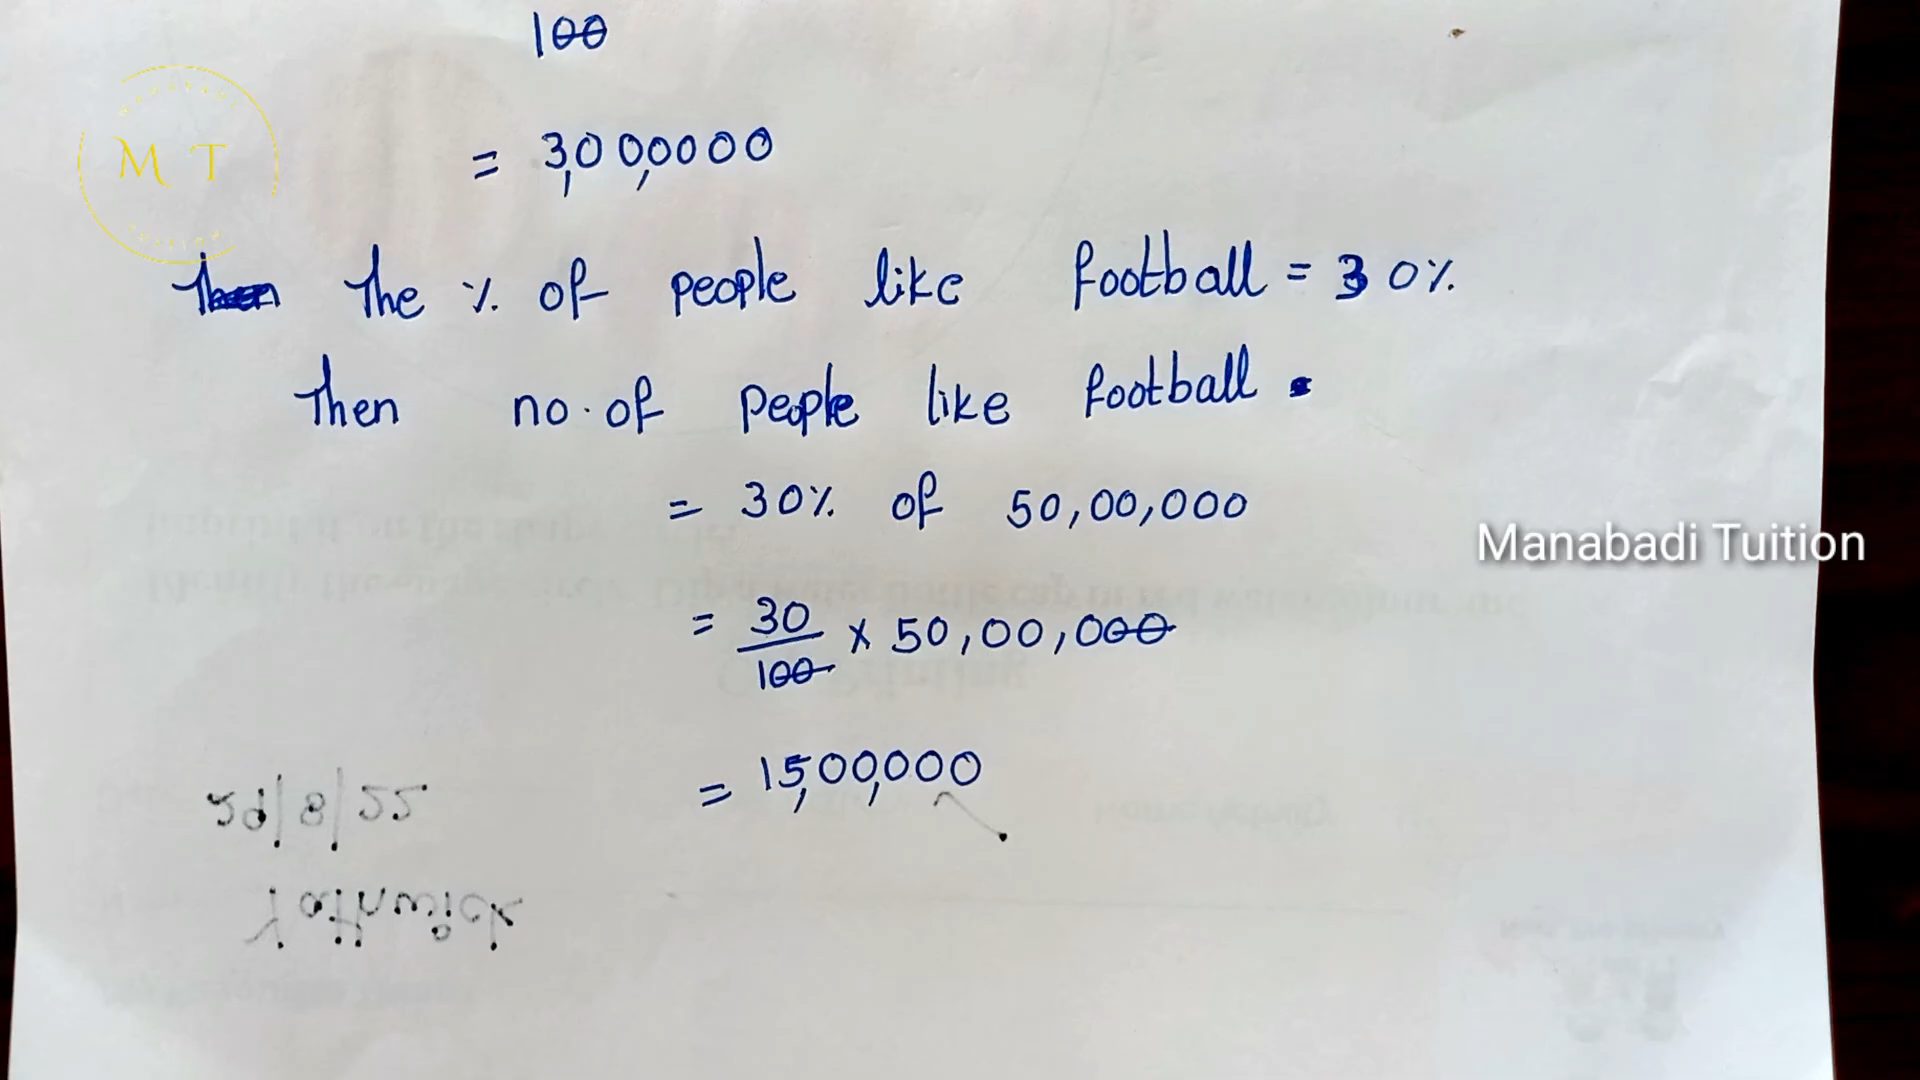 100
= 3,00,0000
M T
Then The % of people like football = 30%
Then no. of people like football
= 30% of 50,00,000
Manabadi Tuition
= 30/100 x 50,00,000
= 15,00,000